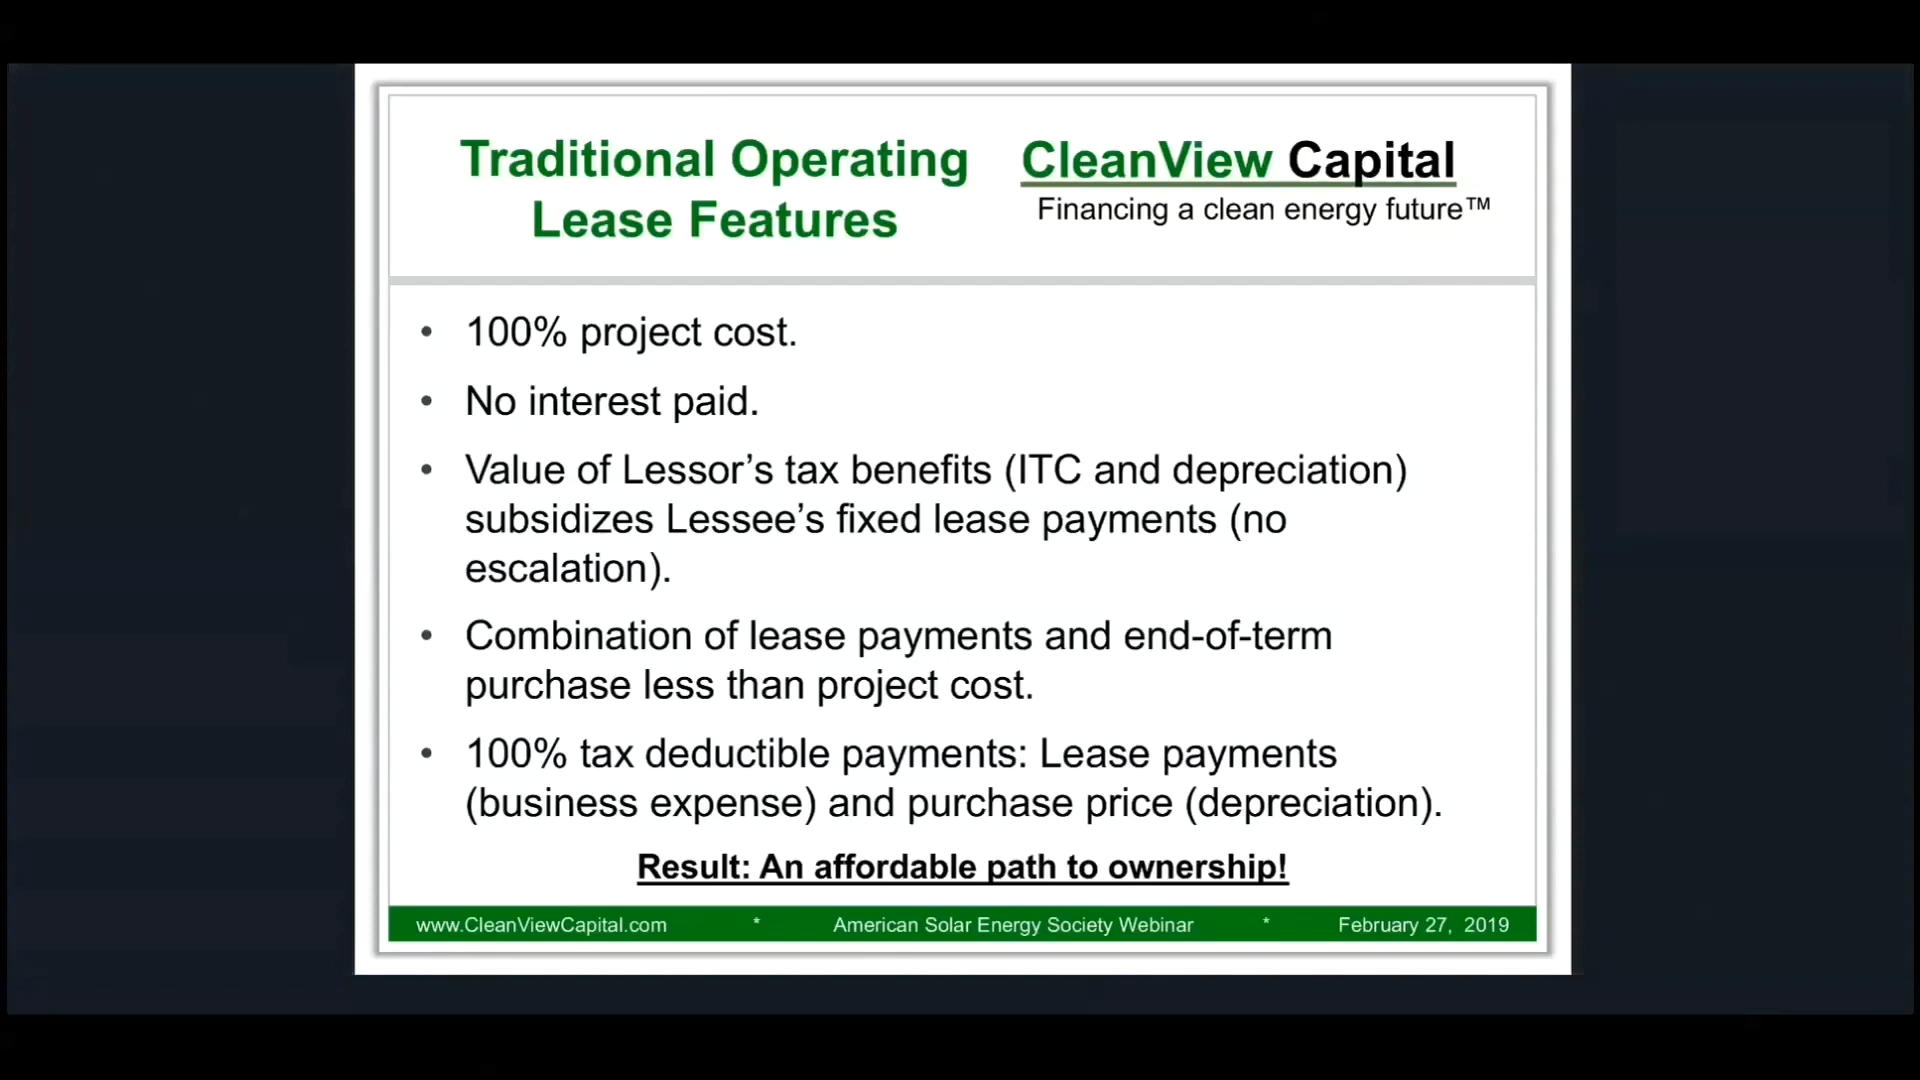 Traditional Operating
Lease Features
CleanView Capital
Financing a clean energy future™
• 100% project cost.
• No interest paid.
• Value of Lessor’s tax benefits (ITC and depreciation)
subsidizes Lessee’s fixed lease payments (no
escalation).
• Combination of lease payments and end-of-term
purchase less than project cost.
• 100% tax deductible payments: Lease payments
(business expense) and purchase price (depreciation).
Result: An affordable path to ownership!
www.CleanViewCapital.com * American Solar Energy Society Webinar * February 27, 2019